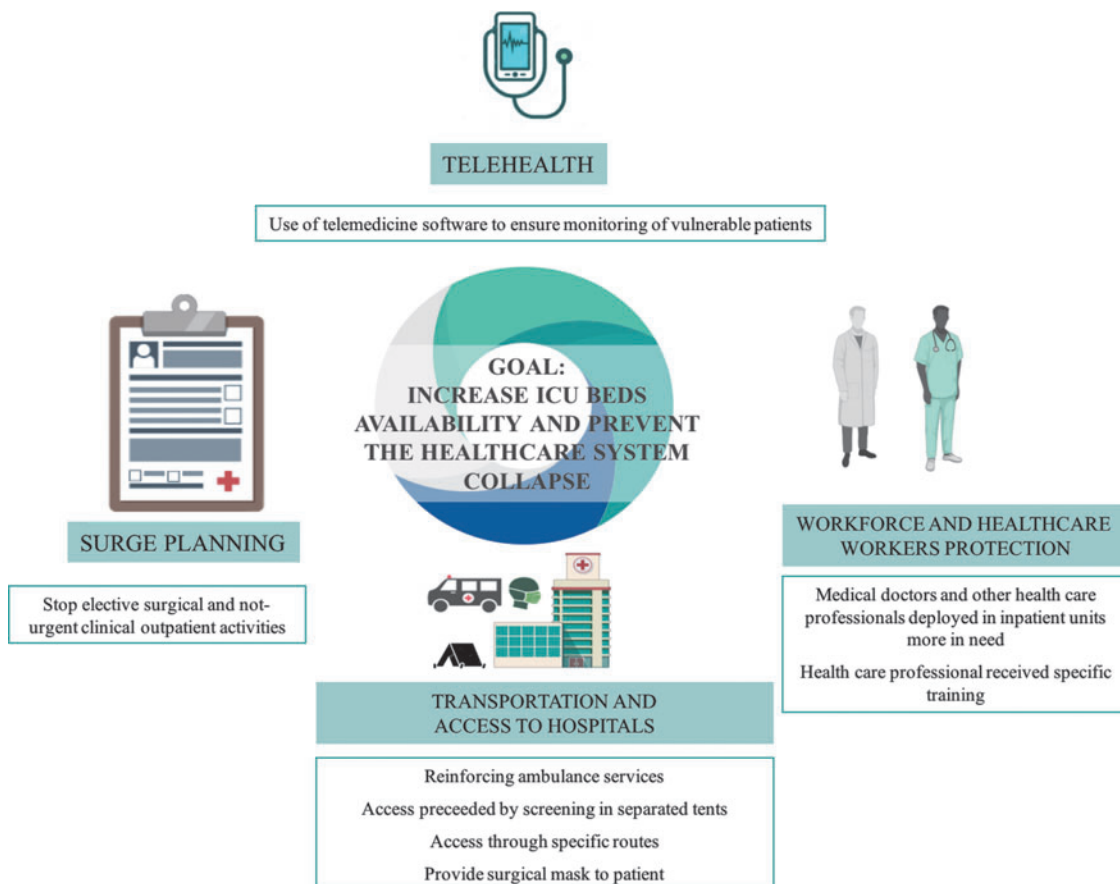 TELEHEALTH
Use of telemedicine software to ensure monitoring of vulnerable patients
GOAL:
INCREASE ICU BEDS
AVAILABILITY AND PREVENT
THE HEALTHCARE SYSTEM
COLLAPSE
SURGE PLANNING
Stop elective surgical and not-
urgent clinical outpatient activities
WORKFORCE AND HEALTHCARE
WORKERS PROTECTION
Medical doctors and other health care
professionals deployed in inpatient units
more in need
Health care professional received specific
training
TRANSPORTATION AND
ACCESS TO HOSPITALS
Reinforcing ambulance services
Access preceeded by screening in separated tents
Access through specific routes
Provide surgical mask to patient